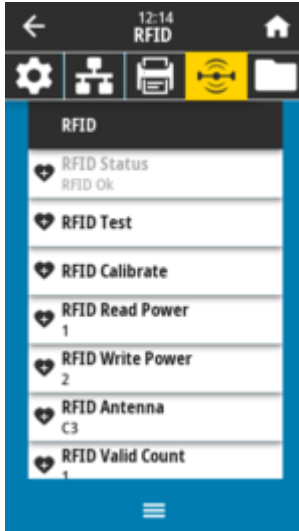 12:14
RFID
RFID
RFID Status
RFID Ok
RFID Test
RFID Calibrate
RFID Read Power
1
RFID Write Power
2
RFID Antenna
C3
RFID Valid Count
1